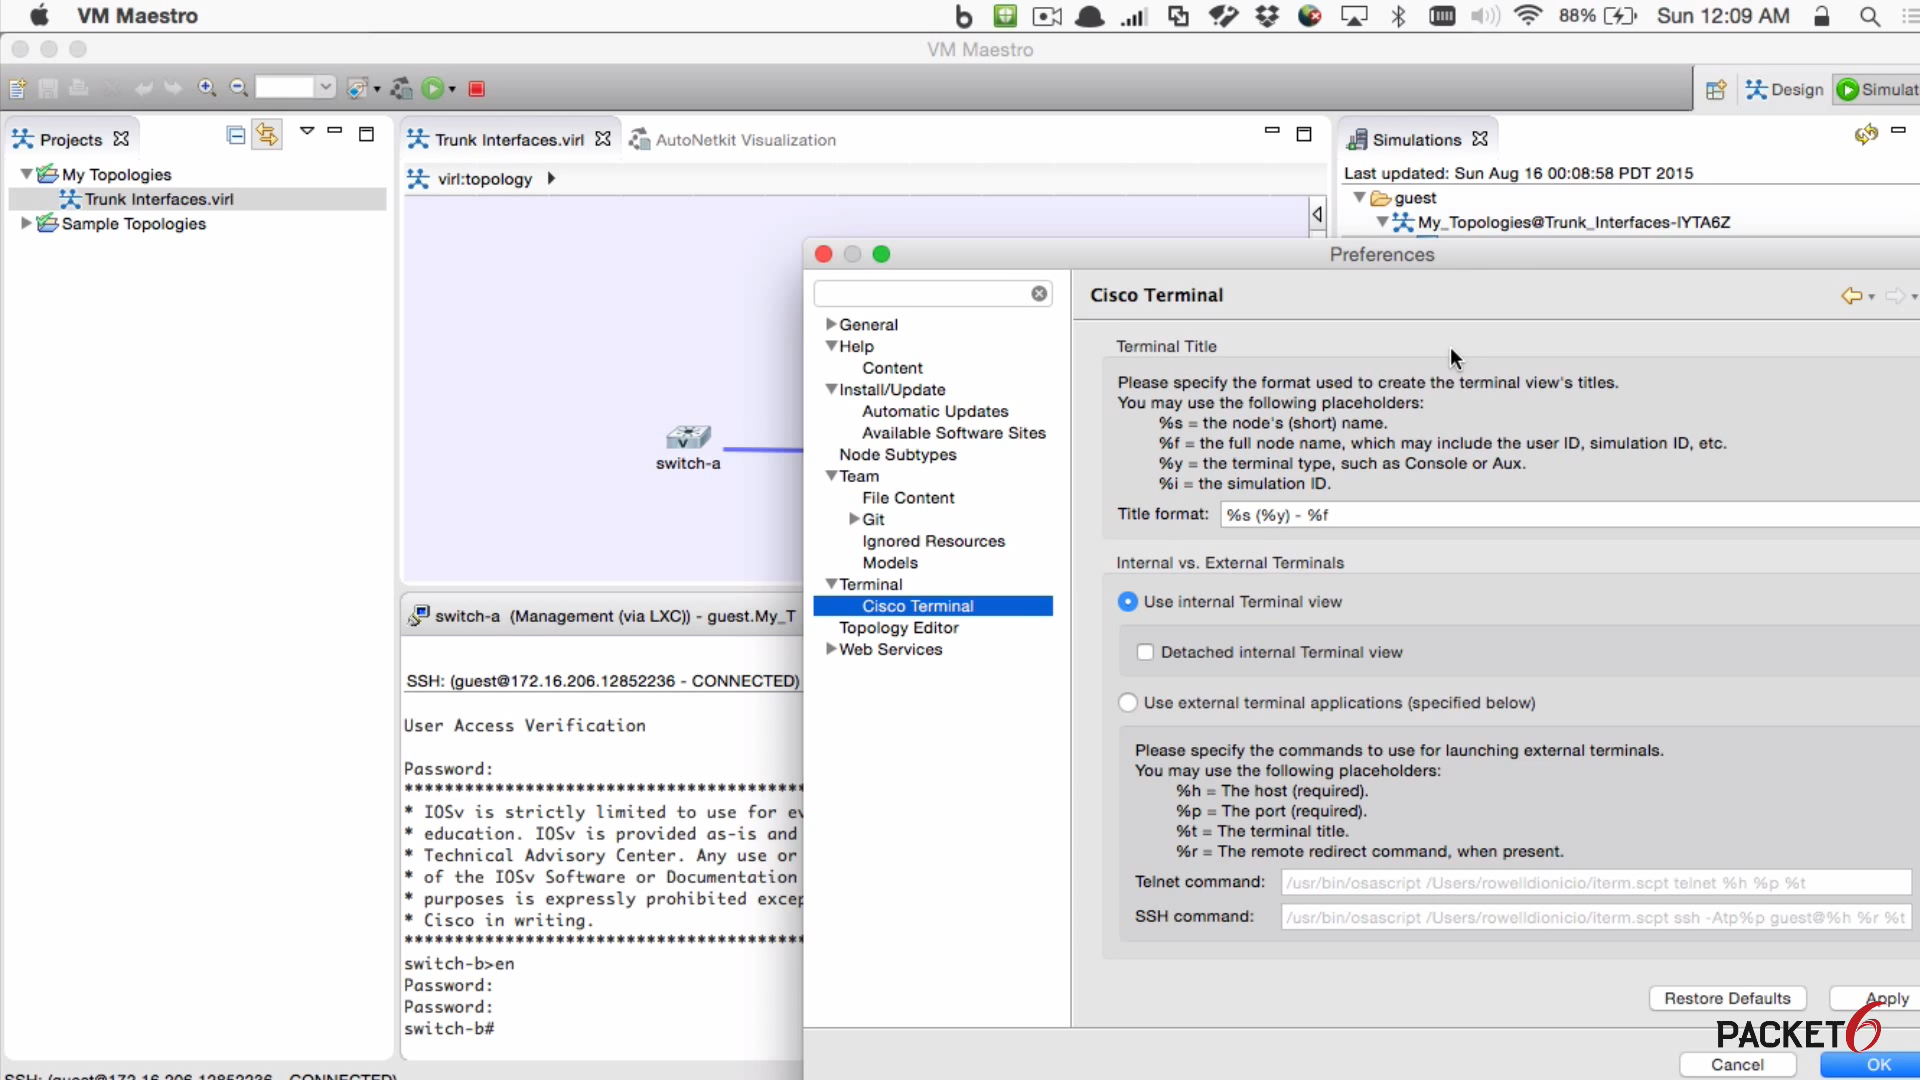 VM Maestro
88%
Sun 12:09 AM
VM Maestro
Design
Simulat
Projects
My Topologies
Trunk Interfaces.virl
Sample Topologies
Trunk Interfaces.virl
AutoNetkit Visualization
virl:topology
switch-a
Simulations
Last updated: Sun Aug 16 00:08:58 PDT 2015
guest
My_Topologies@Trunk_Interfaces-IYTA6Z
switch-a (Management (via LXC)) - guest.My_T
SSH: (guest@172.16.206.12852236 - CONNECTED)
User Access Verification
Password:
*****************************************
* IOSv is strictly limited to use for ev
* education. IOSv is provided as-is and
* Technical Advisory Center. Any use or
* of the IOSv Software or Documentation
* purposes is expressly prohibited excep
* Cisco in writing.
*****************************************
switch-b>en
Password:
Password:
switch-b#
SSH: (guest@172.16.206.12852236 - CONNECTED)
Preferences
General
Help
Content
Install/Update
Automatic Updates
Available Software Sites
Node Subtypes
Team
File Content
Git
Ignored Resources
Models
Terminal
Cisco Terminal
Topology Editor
Web Services
Cisco Terminal
Terminal Title
Please specify the format used to create the terminal view's titles.
You may use the following placeholders:
%s = the node's (short) name.
%f = the full node name, which may include the user ID, simulation ID, etc.
%y = the terminal type, such as Console or Aux.
%i = the simulation ID.
Title format: %s (%y) - %f
Internal vs. External Terminals
Use internal Terminal view
Detached internal Terminal view
Use external terminal applications (specified below)
Please specify the commands to use for launching external terminals.
You may use the following placeholders:
%h = The host (required).
%p = The port (required).
%t = The terminal title.
%r = The remote redirect command, when present.
Telnet command: /usr/bin/osascript /Users/rowelldionicio/iterm.scpt telnet %h %p %t
SSH command: /usr/bin/osascript /Users/rowelldionicio/iterm.scpt ssh -Atp%p guest@%h %r %t
Restore Defaults
Apply
PACKET6
Cancel
OK